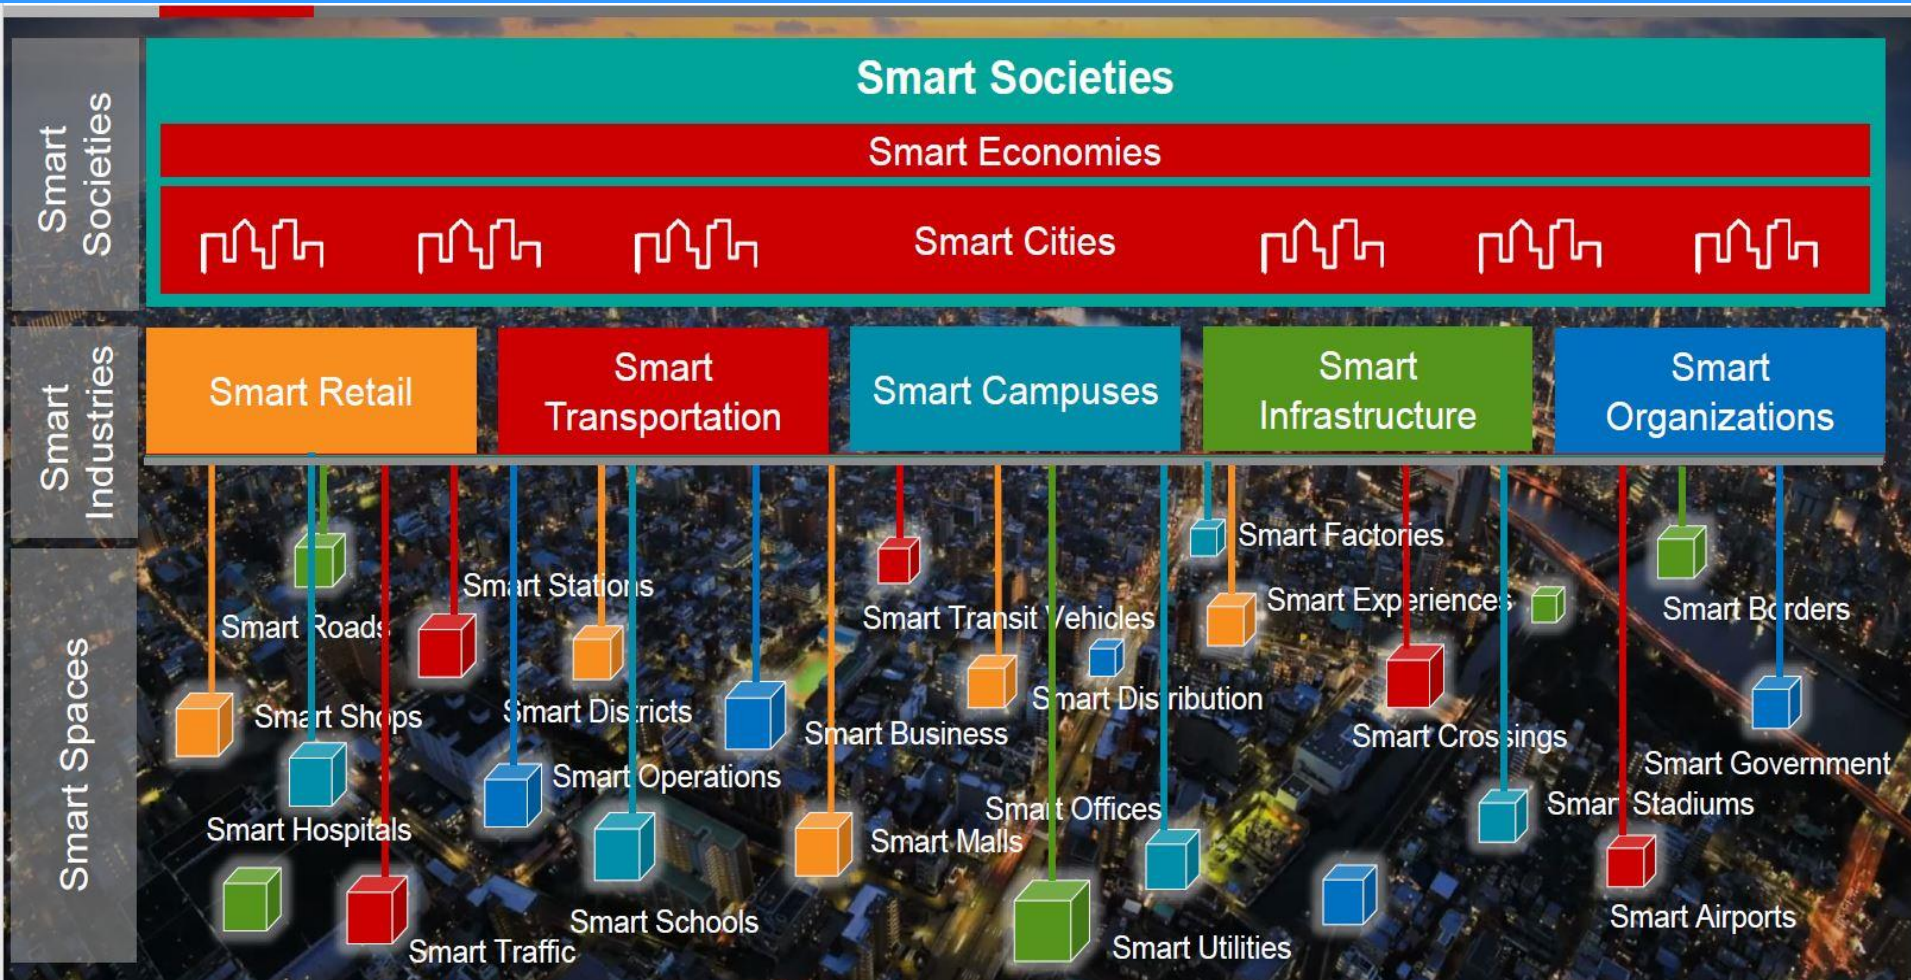 Smart
Societies
Smart Societies
Smart Economies
Smart Cities
Smart
Industries
Smart Retail
Smart
Transportation
Smart Campuses
Smart
Infrastructure
Smart
Organizations
Smart Spaces
Smart Factories
Smart Stations
Smart Experiences
Smart Borders
Smart Transit Vehicles
Smart Roads
Smart Distribution
Smart Shops
Smart Districts
Smart Business
Smart Crossings
Smart Government
Smart Operations
Smart Stadiums
Smart Offices
Smart Hospitals
Smart Malls
Smart Airports
Smart Schools
Smart Utilities
Smart Traffic